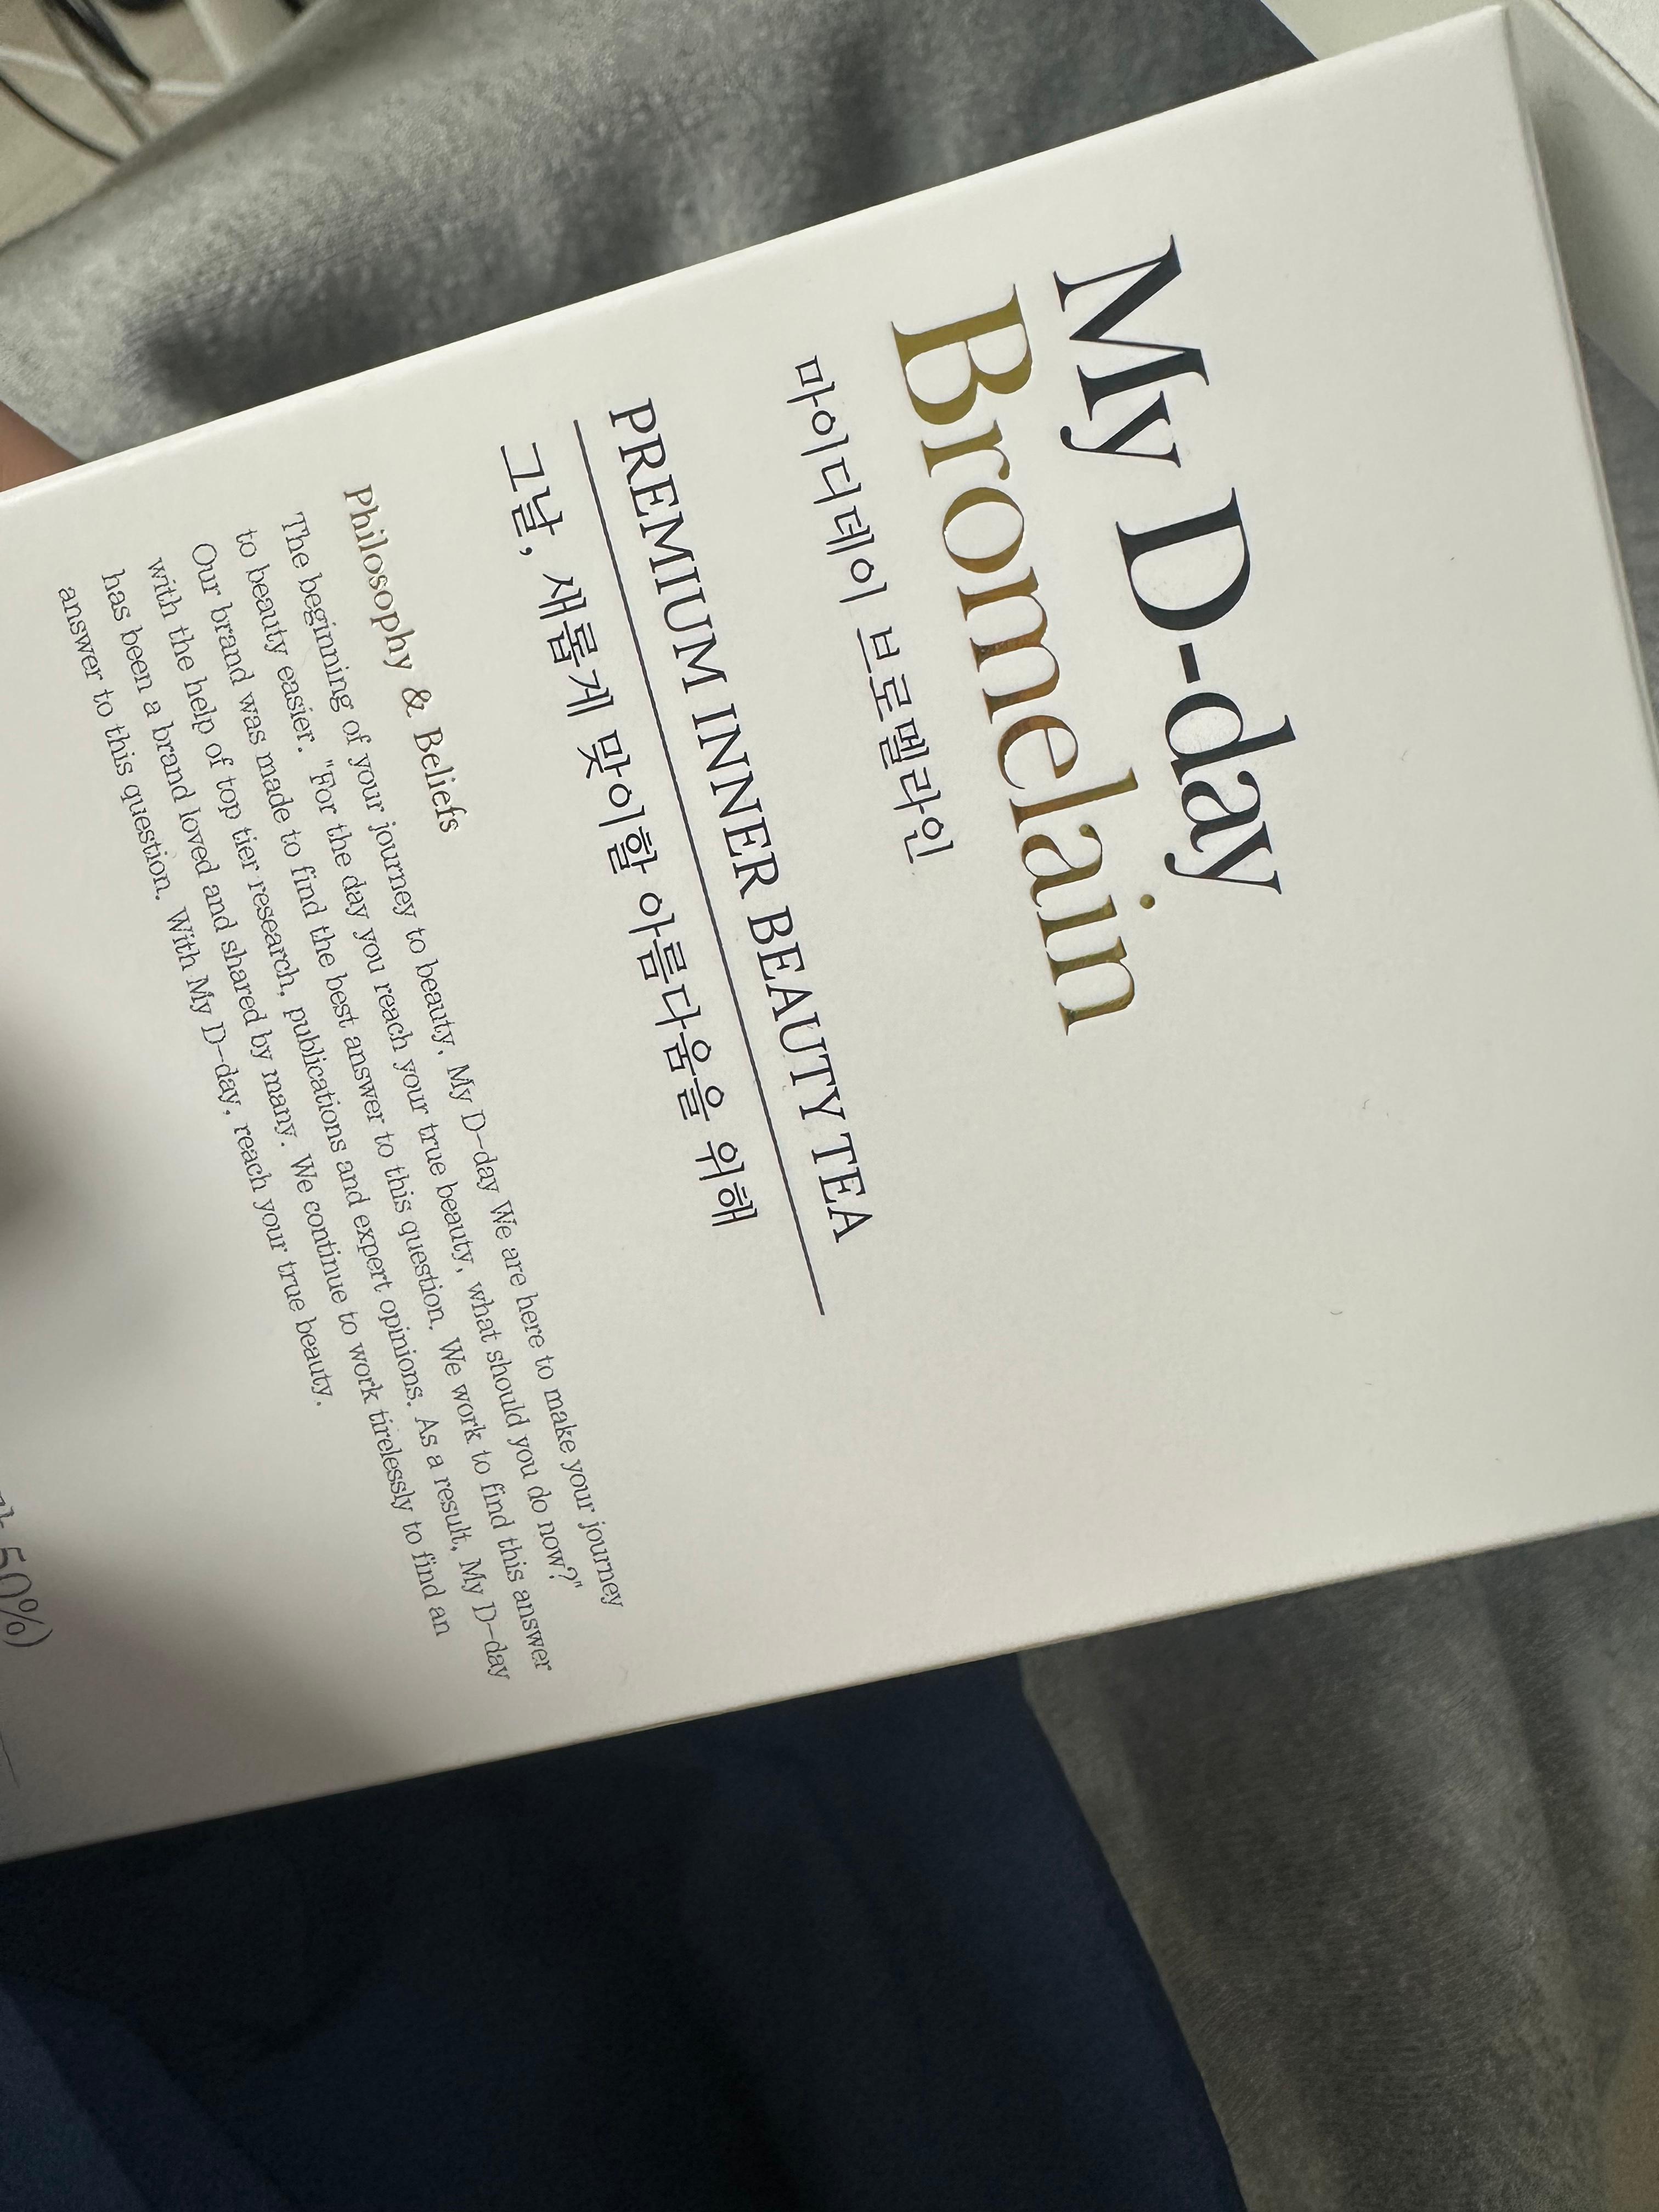 My D-day
Bromelain
마이디데이 브로멜라인
PREMIUM INNER BEAUTY TEA
그날, 새롭게 맞이할 아름다움을 위해
Philosophy & Beliefs
The beginning of your journey to beauty, My D-day We are here to make your journey
to beauty easier. "For the day you reach your true beauty, what should you do now?"
Our brand was made to find the best answer to this question. We work to find this answer
with the help of top tier research, publications and expert opinions. As a result, My D-day
has been a brand loved and shared by many. We continue to work tirelessly to find an
answer to this question. With My D-day, reach your true beauty.
50%)